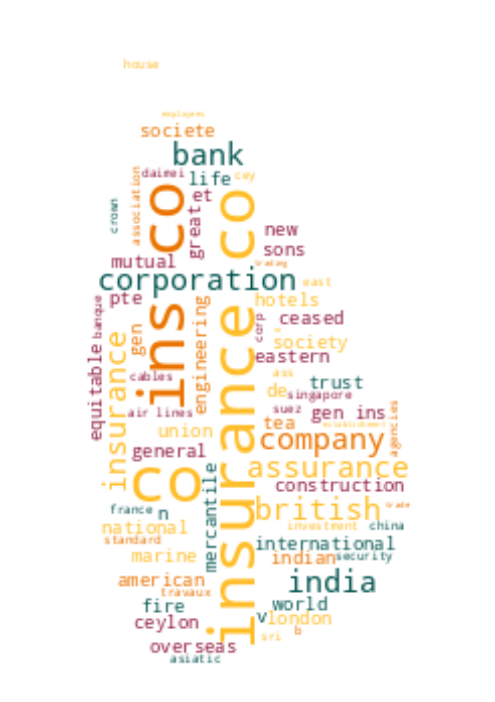 house
employees
societe
bank
daimei
life
cey
et
crown
association
great
ins co
insurance co
new
sons
trading
mutual
corporation
east
pte
hotels
banque
gen
engineering
corp
ceased
society
eastern
equitable
insurance
cables
ass
de
trust
singapore
air lines
suez
gen ins
tea
establishment
agencies
union
company
general
co
assurance
construction
mercantile
france
n
british
trade
national
investment
china
standard
international
marine
indian
security
american
travaux
india
fire
world
ceylon
v
london
b
sri
overseas
asiatic